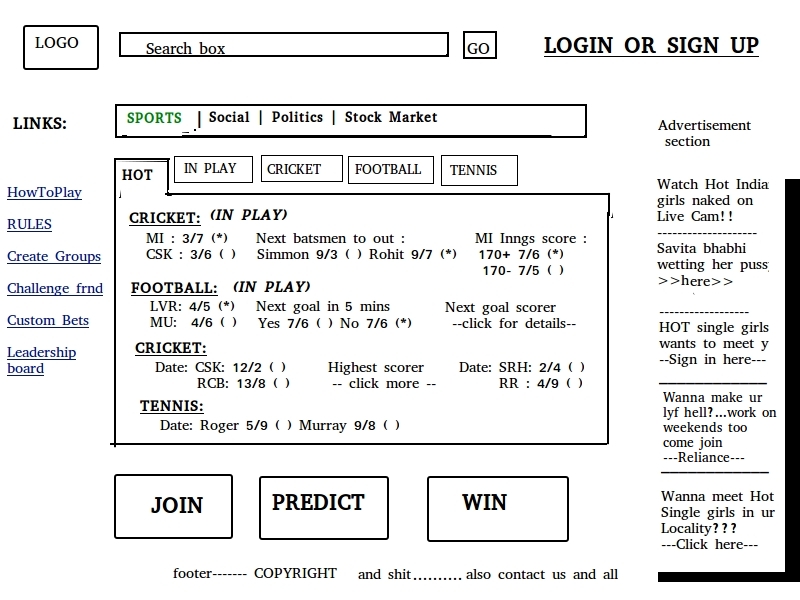 LOGO
Search box
GO
LOGIN OR SIGN UP
LINKS:
SPORTS | Social | Politics | Stock Market
HOT
IN PLAY
CRICKET
FOOTBALL
TENNIS
HowToPlay
RULES
Create Groups
Challenge frnd
Custom Bets
Leadership
board
CRICKET: (IN PLAY)
MI : 3/7 (*) Next batsmen to out : MI Inngs score :
CSK : 3/6 ( ) Simmon 9/3 ( ) Rohit 9/7 (*) 170+ 7/6 (*)
170- 7/5 ( )
FOOTBALL: (IN PLAY)
LVR: 4/5 (*) Next goal in 5 mins Next goal scorer
MU: 4/6 ( ) Yes 7/6 ( ) No 7/6 (*) --click for details--
CRICKET:
Date: CSK: 12/2 ( ) Highest scorer Date: SRH: 2/4 ( )
RCB: 13/8 ( ) -- click more -- RR : 4/9 ( )
TENNIS:
Date: Roger 5/9 ( ) Murray 9/8 ( )
Advertisement
section
Watch Hot India
girls naked on
Live Cam!!
--------------------
Savita bhabhi
wetting her puss
>>here>>
------------------
HOT single girls
wants to meet y
--Sign in here---
Wanna make ur
lyf hell?...work on
weekends too
come join
---Reliance---
Wanna meet Hot
Single girls in ur
Locality???
---Click here---
JOIN
PREDICT
WIN
footer------- COPYRIGHT and shit.......... also contact us and all